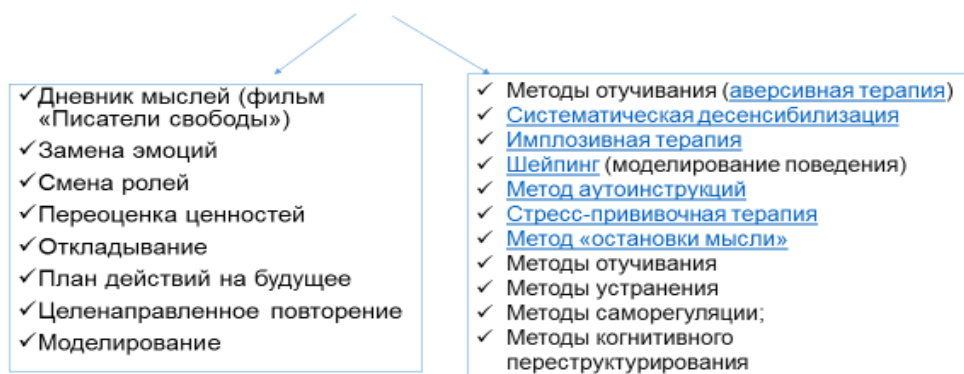 ✓Дневник мыслей (фильм
«Писатели свободы»)
✓Замена эмоций
✓Смена ролей
✓Переоценка ценностей
✓Откладывание
✓План действий на будущее
✓Целенаправленное повторение
✓Моделирование
✓ Методы отучивания (аверсивная терапия)
✓ Систематическая десенсибилизация
✓ Имплозивная терапия
✓ Шейпинг (моделирование поведения)
✓ Метод аутоинструкций
✓ Стресс-прививочная терапия
✓ Метод «остановки мысли»
✓ Методы отучивания
✓ Методы устранения
✓ Методы саморегуляции;
✓ Методы когнитивного
переструктурирования